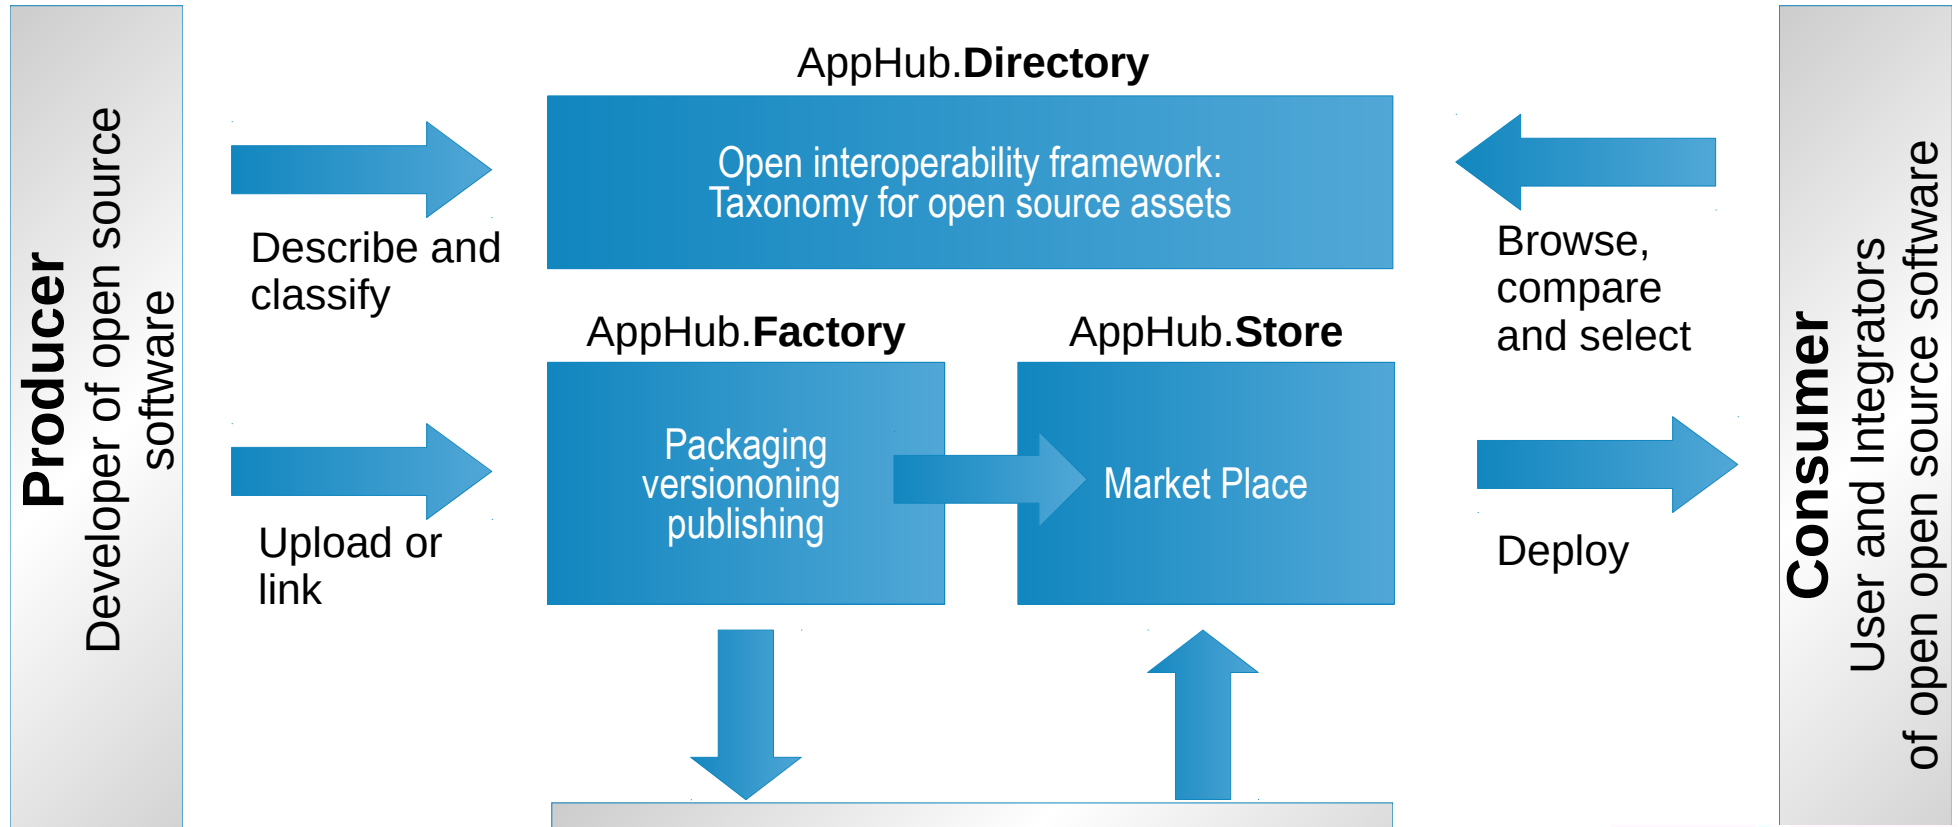 Producer
Developer of open source
software
AppHub.Directory
Open interoperability framework:
Taxonomy for open source assets
Describe and
classify
Browse,
compare
and select
AppHub.Factory
AppHub.Store
Packaging
versiononing
publishing
Market Place
Upload or
link
Deploy
Consumer
User and Integrators
of open open source software